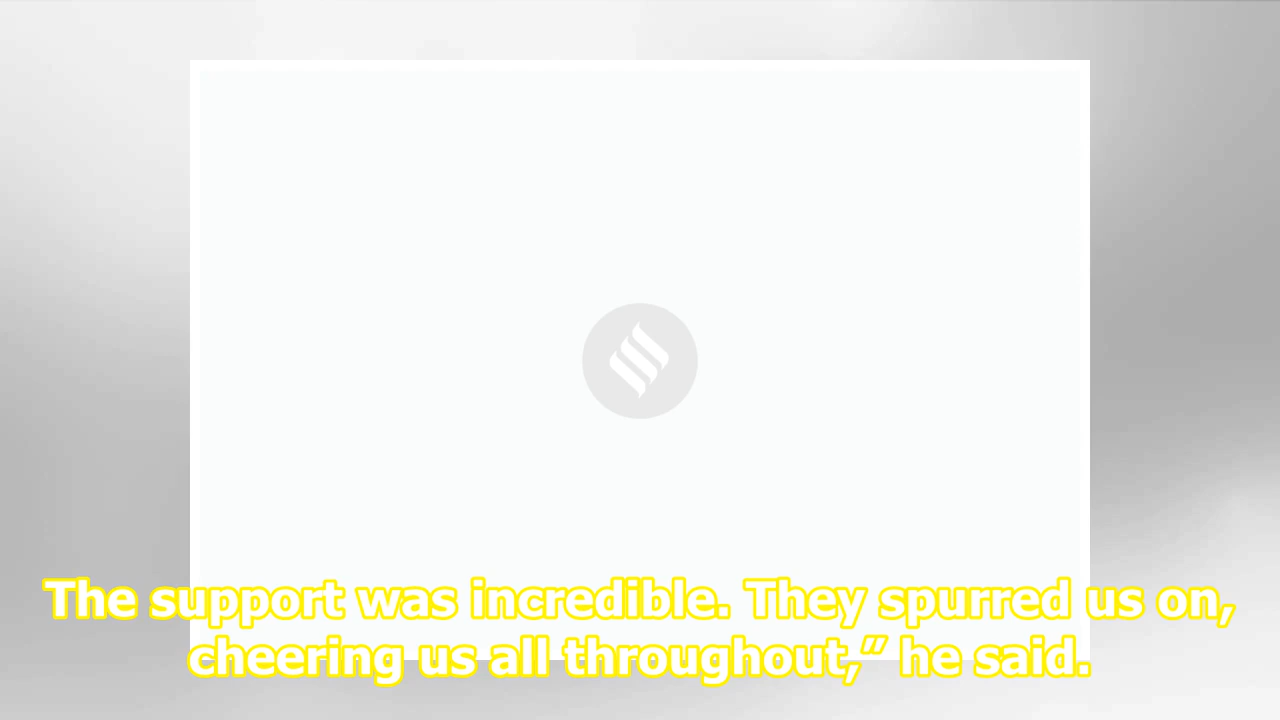 The support was incredible. They spurred us on,
cheering us all throughout,” he said.